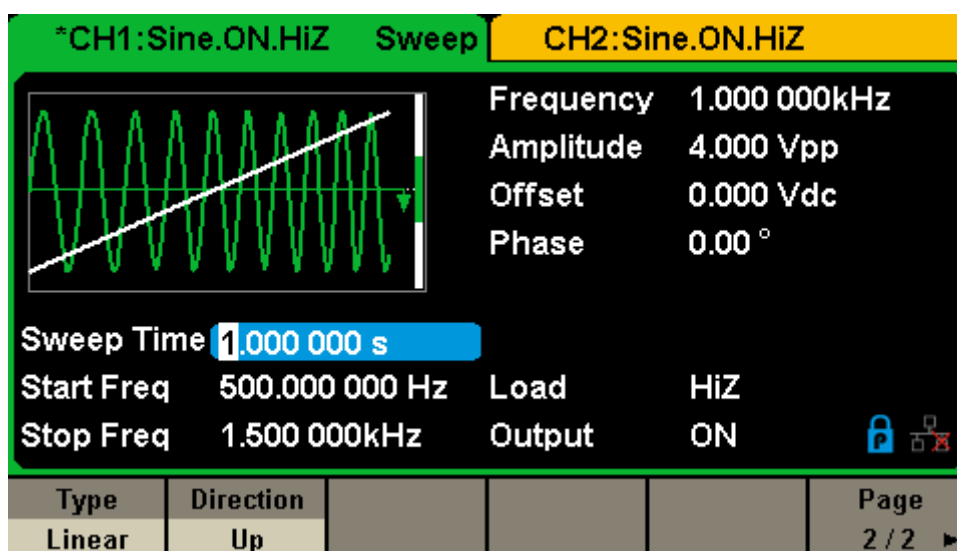 *CH1:Sine.ON.HiZ Sweep CH2:Sine.ON.HiZ
Frequency 1.000 000kHz
Amplitude 4.000 Vpp
Offset 0.000 Vdc
Phase 0.00 °
Sweep Time 1.000 000 s
Start Freq 500.000 000 Hz Load HiZ
Stop Freq 1.500 000kHz Output ON P
Type Direction Page
Linear Up 2 / 2